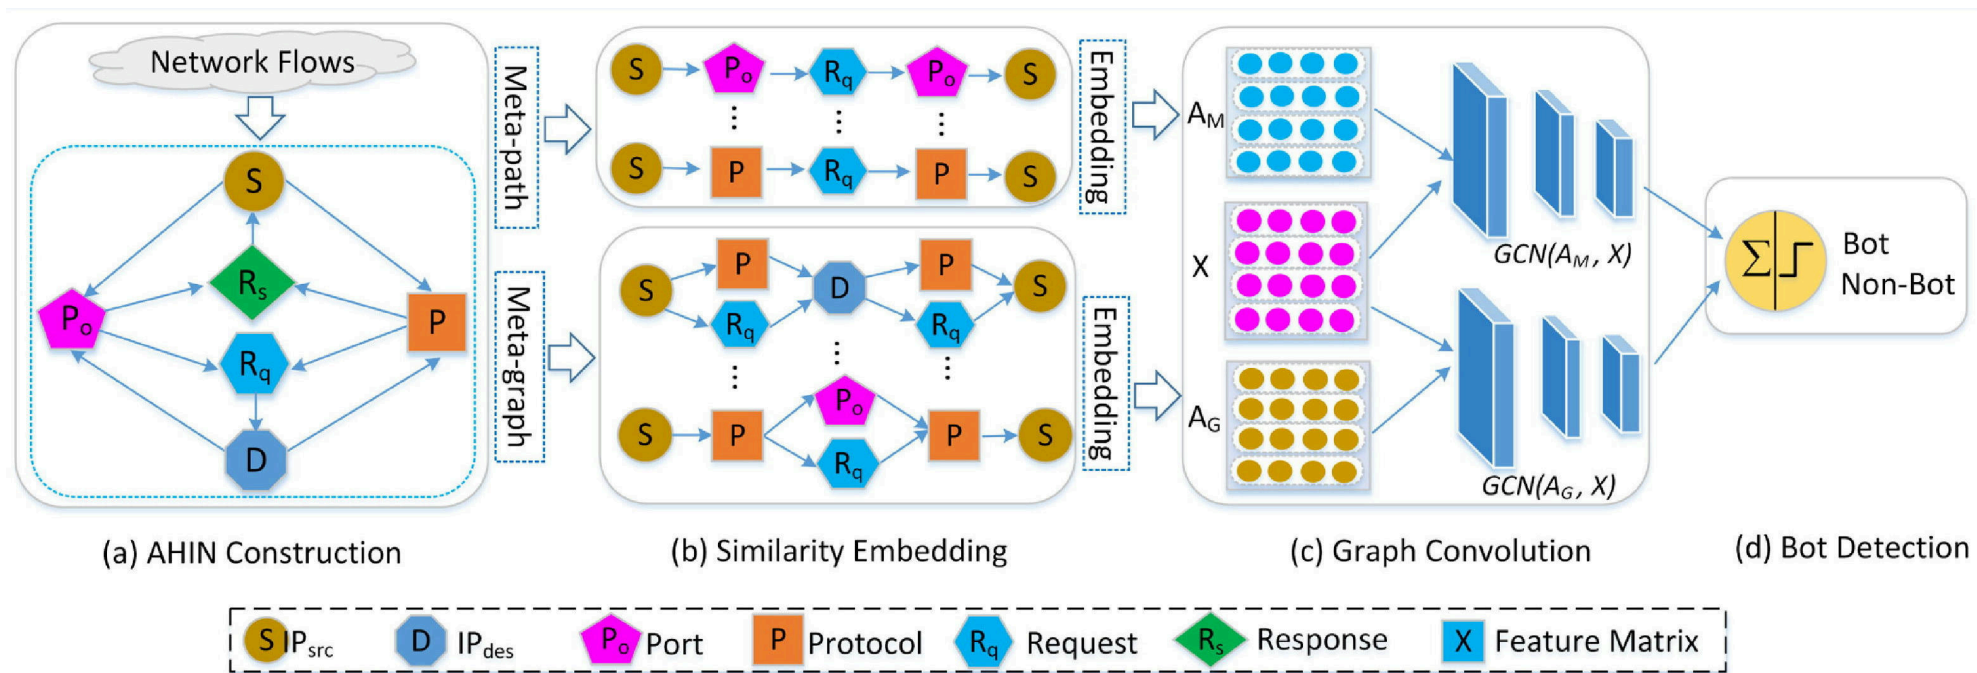 Network Flows
S
Rs
Po
P
Rq
D
(a) AHIN Construction
Meta-path
Meta-graph
S Po Rq Po S
... ... ...
S P Rq P S
P P
S D S
Rq Rq
... ... ...
Po
S P P S
Rq
(b) Similarity Embedding
Embedding
Embedding
AM
X
AG
GCN(AM, X)
GCN(AG, X)
(c) Graph Convolution
Σ
Bot
Non-Bot
(d) Bot Detection
S IPsrc D IPdes Po Port P Protocol Rq Request Rs Response X Feature Matrix